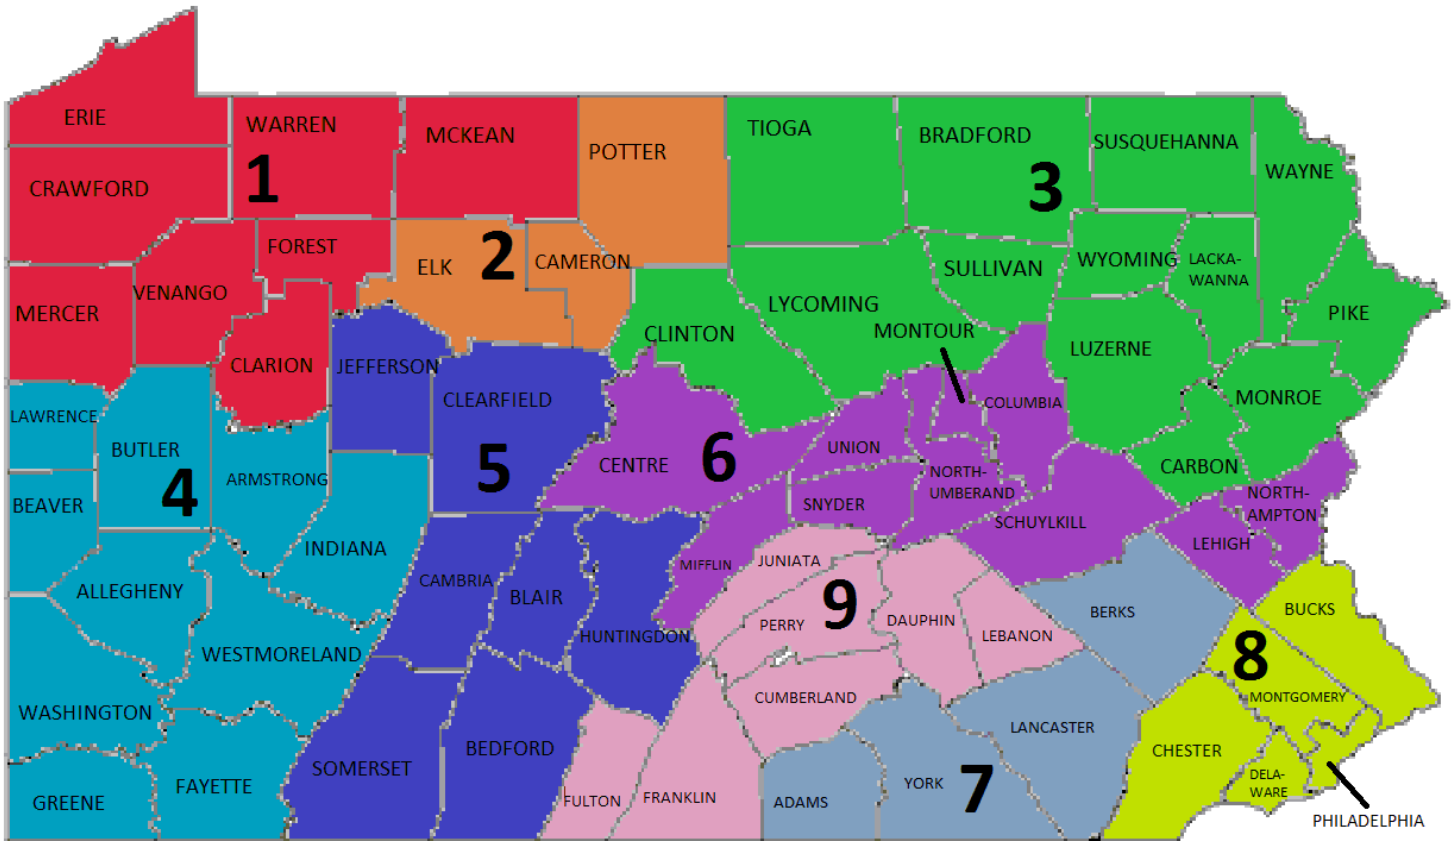 ERIE
WARREN
MCKEAN
POTTER
TIOGA
BRADFORD
SUSQUEHANNA
WAYNE
CRAWFORD
1
3
FOREST
ELK
2
CAMERON
SULLIVAN
WYOMING
LACKA-
WANNA
MERCER
VENANGO
LYCOMING
MONTOUR
PIKE
CLINTON
LUZERNE
CLARION
JEFFERSON
CLEARFIELD
COLUMBIA
MONROE
LAWRENCE
BUTLER
UNION
CENTRE
6
CARBON
ARMSTRONG
5
4
NORTH-
UMBERAND
NORTH-
AMPTON
BEAVER
SNYDER
SCHUYLKILL
LEHIGH
INDIANA
MIFFLIN
JUNIATA
ALLEGHENY
CAMBRIA
BLAIR
9
BERKS
BUCKS
HUNTINGDON
PERRY
DAUPHIN
LEBANON
WESTMORELAND
8
WASHINGTON
CUMBERLAND
MONTGOMERY
LANCASTER
BEDFORD
CHESTER
SOMERSET
FAYETTE
GREENE
FULTON
FRANKLIN
ADAMS
YORK
7
DELA-
WARE
PHILADELPHIA